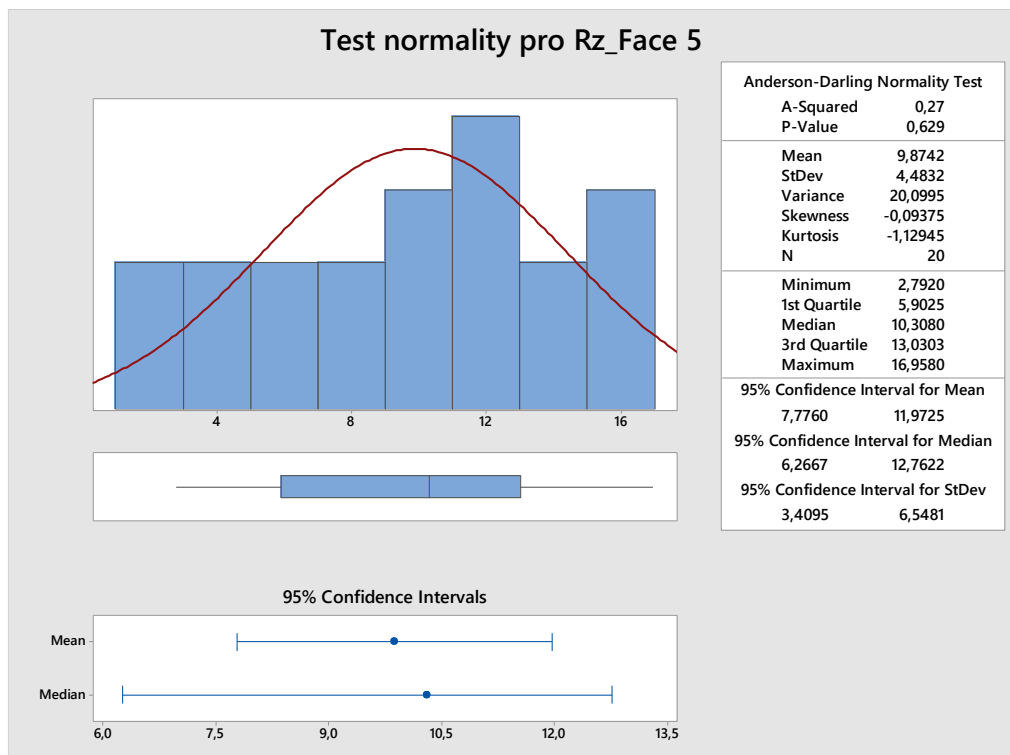 Test normality pro Rz_Face 5
4 8 12 16
95% Confidence Intervals
Mean
Median
6,0 7,5 9,0 10,5 12,0 13,5
Anderson-Darling Normality Test
A-Squared 0,27
P-Value 0,629
Mean 9,8742
StDev 4,4832
Variance 20,0995
Skewness -0,09375
Kurtosis -1,12945
N 20
Minimum 2,7920
1st Quartile 5,9025
Median 10,3080
3rd Quartile 13,0303
Maximum 16,9580
95% Confidence Interval for Mean
7,7760 11,9725
95% Confidence Interval for Median
6,2667 12,7622
95% Confidence Interval for StDev
3,4095 6,5481